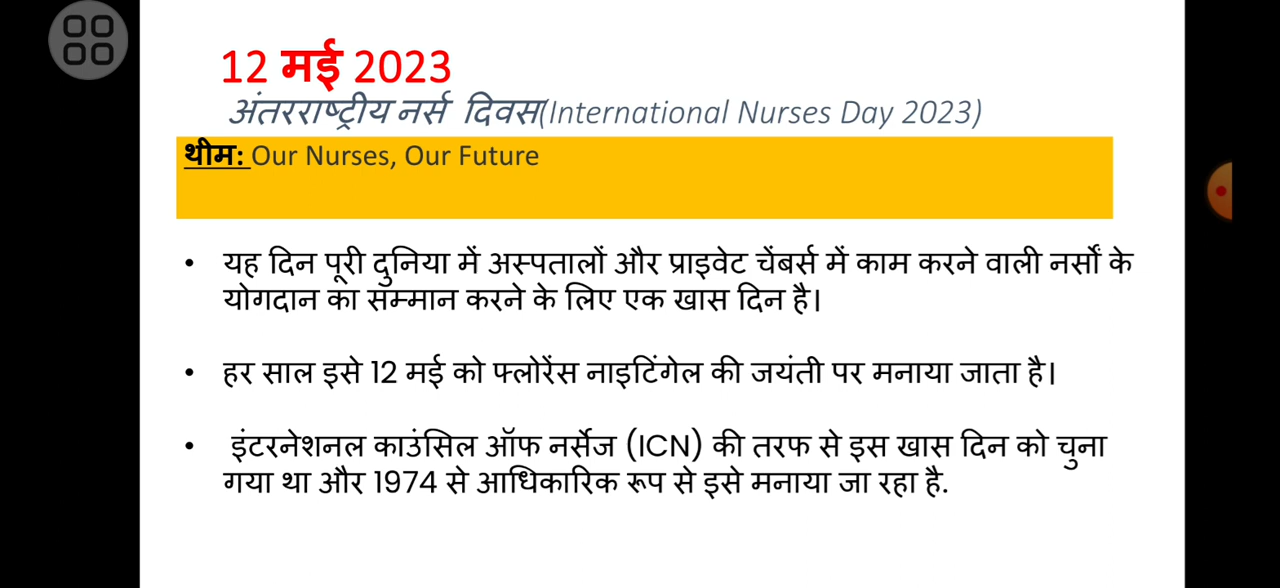 12 मई 2023
अंतरराष्ट्रीय नर्स दिवस(International Nurses Day 2023)
थीम: Our Nurses, Our Future
• यह दिन पूरी दुनिया में अस्पतालों और प्राइवेट चेंबर्स में काम करने वाली नर्सों के
योगदान का सम्मान करने के लिए एक खास दिन है।
• हर साल इसे 12 मई को फ्लोरेंस नाइटिंगेल की जयंती पर मनाया जाता है।
• इंटरनेशनल काउंसिल ऑफ नर्सेज (ICN) की तरफ से इस खास दिन को चुना
गया था और 1974 से आधिकारिक रूप से इसे मनाया जा रहा है.